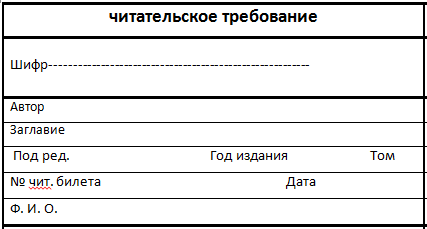 читательское требование
Шифр----------------------------------------------------
Автор
Заглавие
Под ред. Год издания Том
№ чит. билета Дата
Ф. И. О.